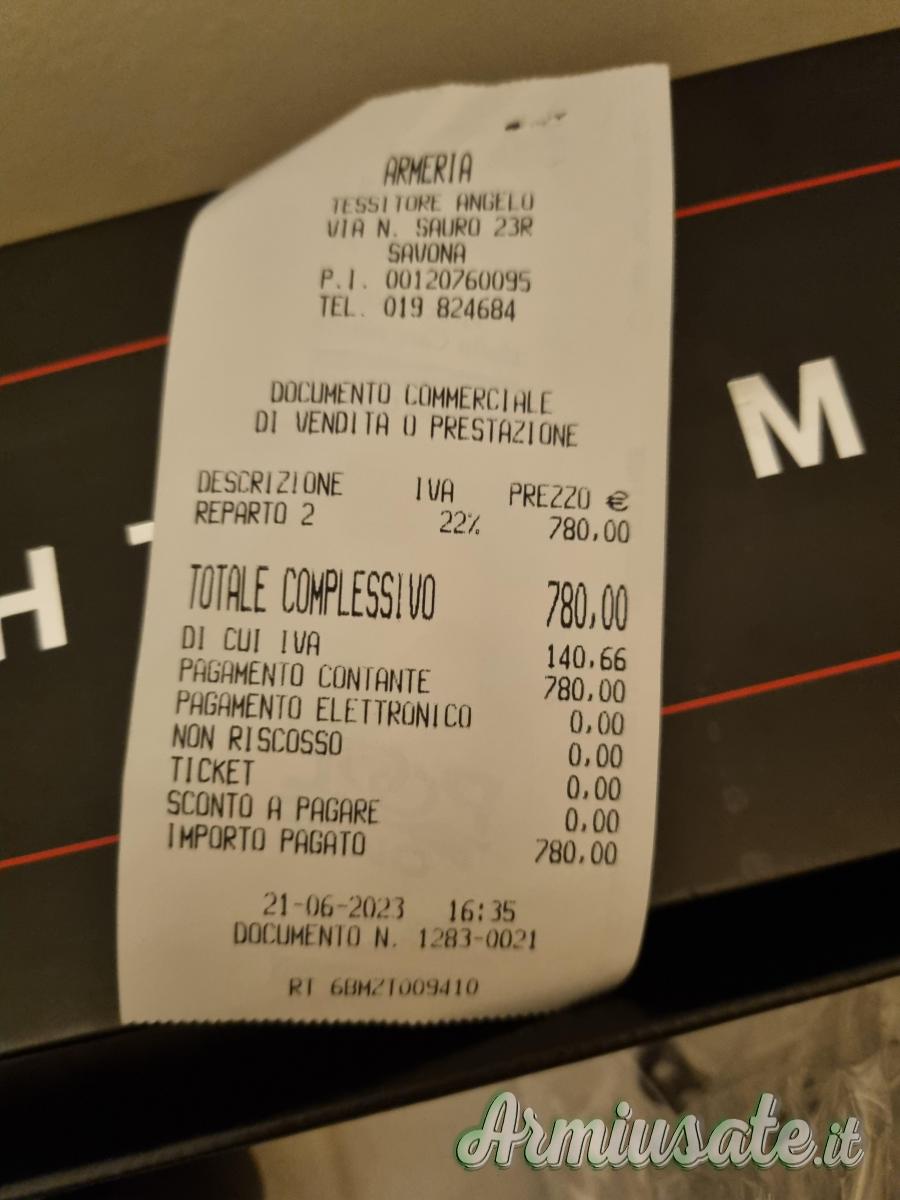 ARMERIA
TESSITORE ANGELO
VIA N. SAURO 23R
SAVONA
P.I. 00120760095
TEL. 019 824684
DOCUMENTO COMMERCIALE
DI VENDITA O PRESTAZIONE
DESCRIZIONE IVA PREZZO €
REPARTO 2 22% 780,00
TOTALE COMPLESSIVO 780,00
DI CUI IVA 140,66
PAGAMENTO CONTANTE 780,00
PAGAMENTO ELETTRONICO 0,00
NON RISCOSSO 0,00
TICKET 0,00
SCONTO A PAGARE 0,00
IMPORTO PAGATO 780,00
21-06-2023 16:35
DOCUMENTO N. 1283-0021
RT 6BMZT009410
H
M
Armiusate.it